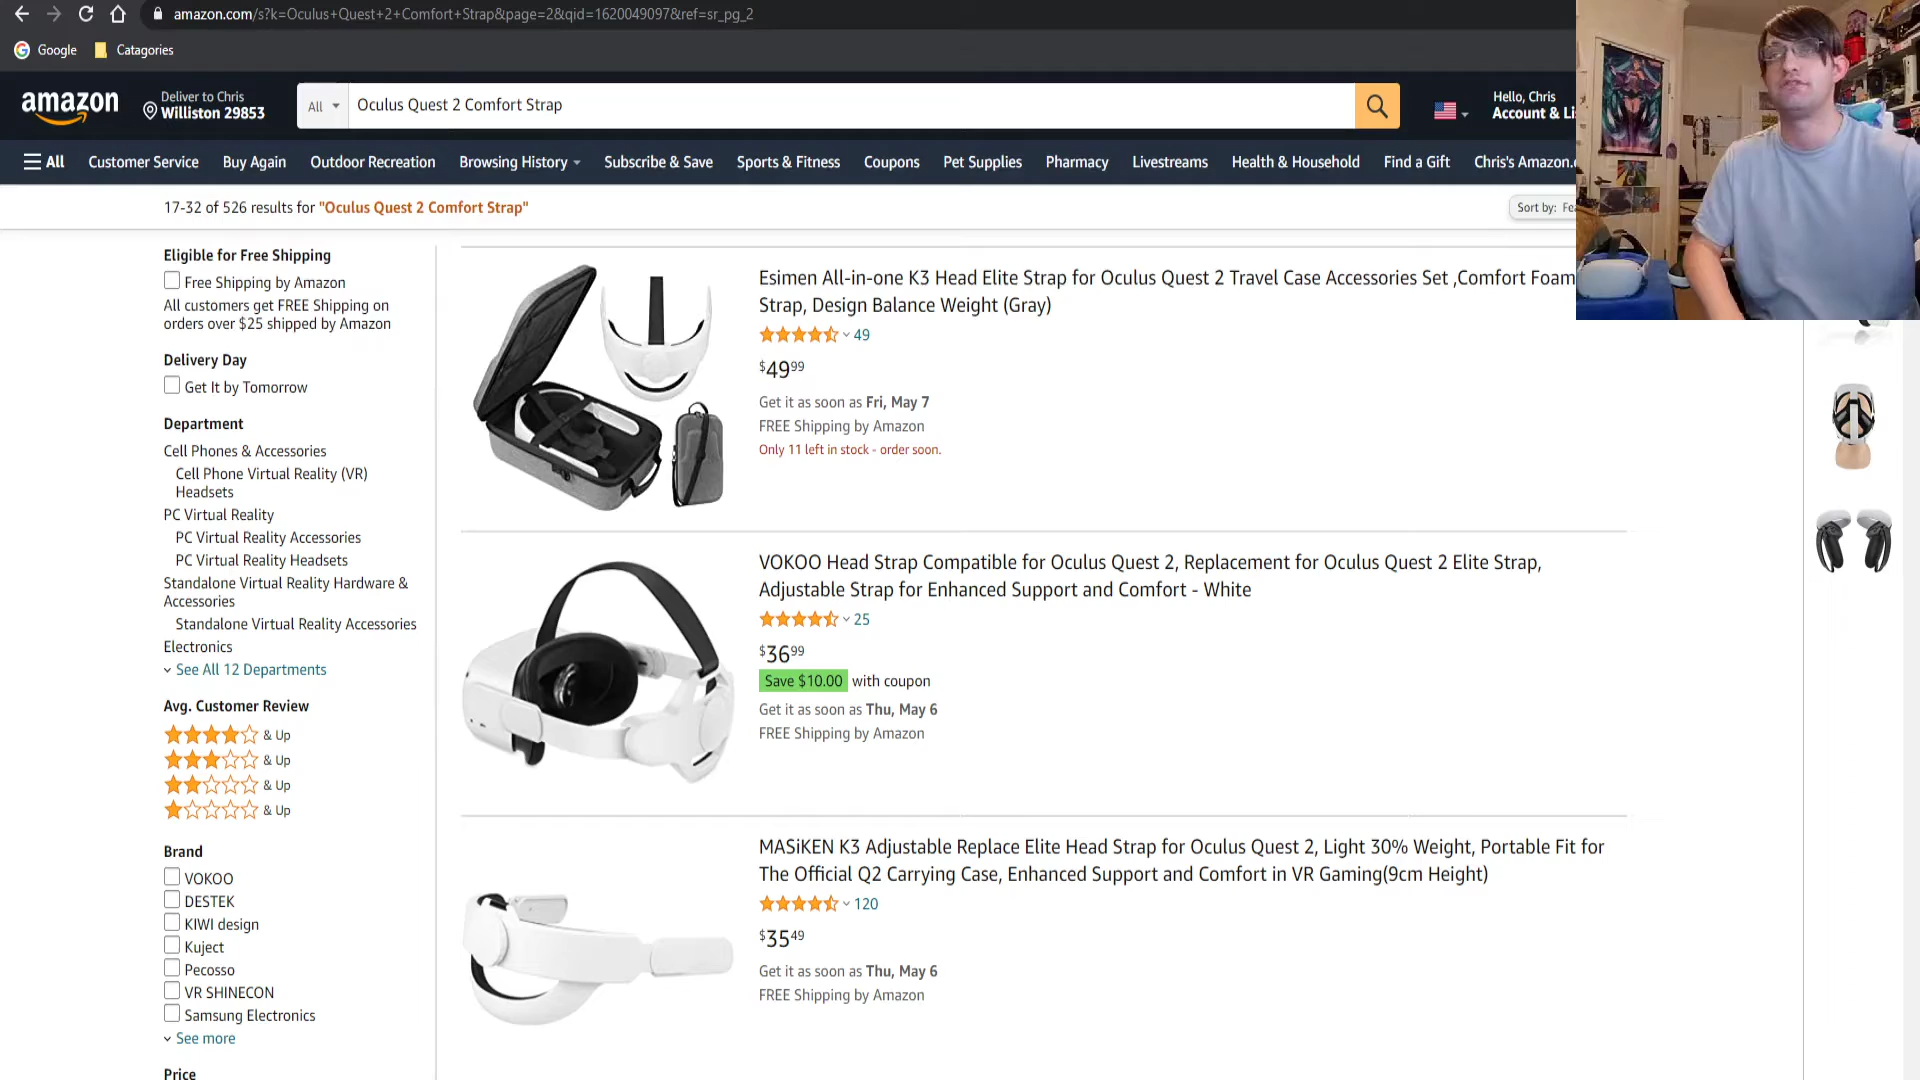 amazon.com/s?k=Oculus+Quest+2+Comfort+Strap&page=2&qid=1620049097&ref=sr_pg_2
Google
Catagories
amazon
Deliver to Chris
Williston 29853
All
Oculus Quest 2 Comfort Strap
Hello, Chris
Account & Li
All
Customer Service
Buy Again
Outdoor Recreation
Browsing History
Subscribe & Save
Sports & Fitness
Coupons
Pet Supplies
Pharmacy
Livestreams
Health & Household
Find a Gift
Chris's Amazon.c
17-32 of 526 results for "Oculus Quest 2 Comfort Strap"
Sort by: Fea
Eligible for Free Shipping
Free Shipping by Amazon
All customers get FREE Shipping on
orders over $25 shipped by Amazon
Delivery Day
Get It by Tomorrow
Department
Cell Phones & Accessories
Cell Phone Virtual Reality (VR)
Headsets
PC Virtual Reality
PC Virtual Reality Accessories
PC Virtual Reality Headsets
Standalone Virtual Reality Hardware &
Accessories
Standalone Virtual Reality Accessories
Electronics
See All 12 Departments
Avg. Customer Review
& Up
& Up
& Up
& Up
Brand
VOKOO
DESTEK
KIWI design
Kuject
Pecosso
VR SHINECON
Samsung Electronics
See more
Price
Esimen All-in-one K3 Head Elite Strap for Oculus Quest 2 Travel Case Accessories Set ,Comfort Foam
Strap, Design Balance Weight (Gray)
49
$49 99
Get it as soon as Fri, May 7
FREE Shipping by Amazon
Only 11 left in stock - order soon.
VOKOO Head Strap Compatible for Oculus Quest 2, Replacement for Oculus Quest 2 Elite Strap,
Adjustable Strap for Enhanced Support and Comfort - White
25
$36 99
Save $10.00 with coupon
Get it as soon as Thu, May 6
FREE Shipping by Amazon
MASiKEN K3 Adjustable Replace Elite Head Strap for Oculus Quest 2, Light 30% Weight, Portable Fit for
The Official Q2 Carrying Case, Enhanced Support and Comfort in VR Gaming(9cm Height)
120
$35 49
Get it as soon as Thu, May 6
FREE Shipping by Amazon